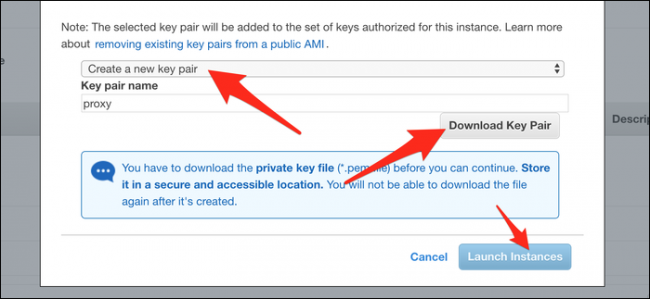 Note: The selected key pair will be added to the set of keys authorized for this instance. Learn more
about removing existing key pairs from a public AMI .
Create a new key pair
Key pair name
proxy
Download Key Pair
Descrip
You have to download the private key file (*.pem file) before you can continue. Store
it in a secure and accessible location. You will not be able to download the file
again after it's created.
Cancel
Launch Instances